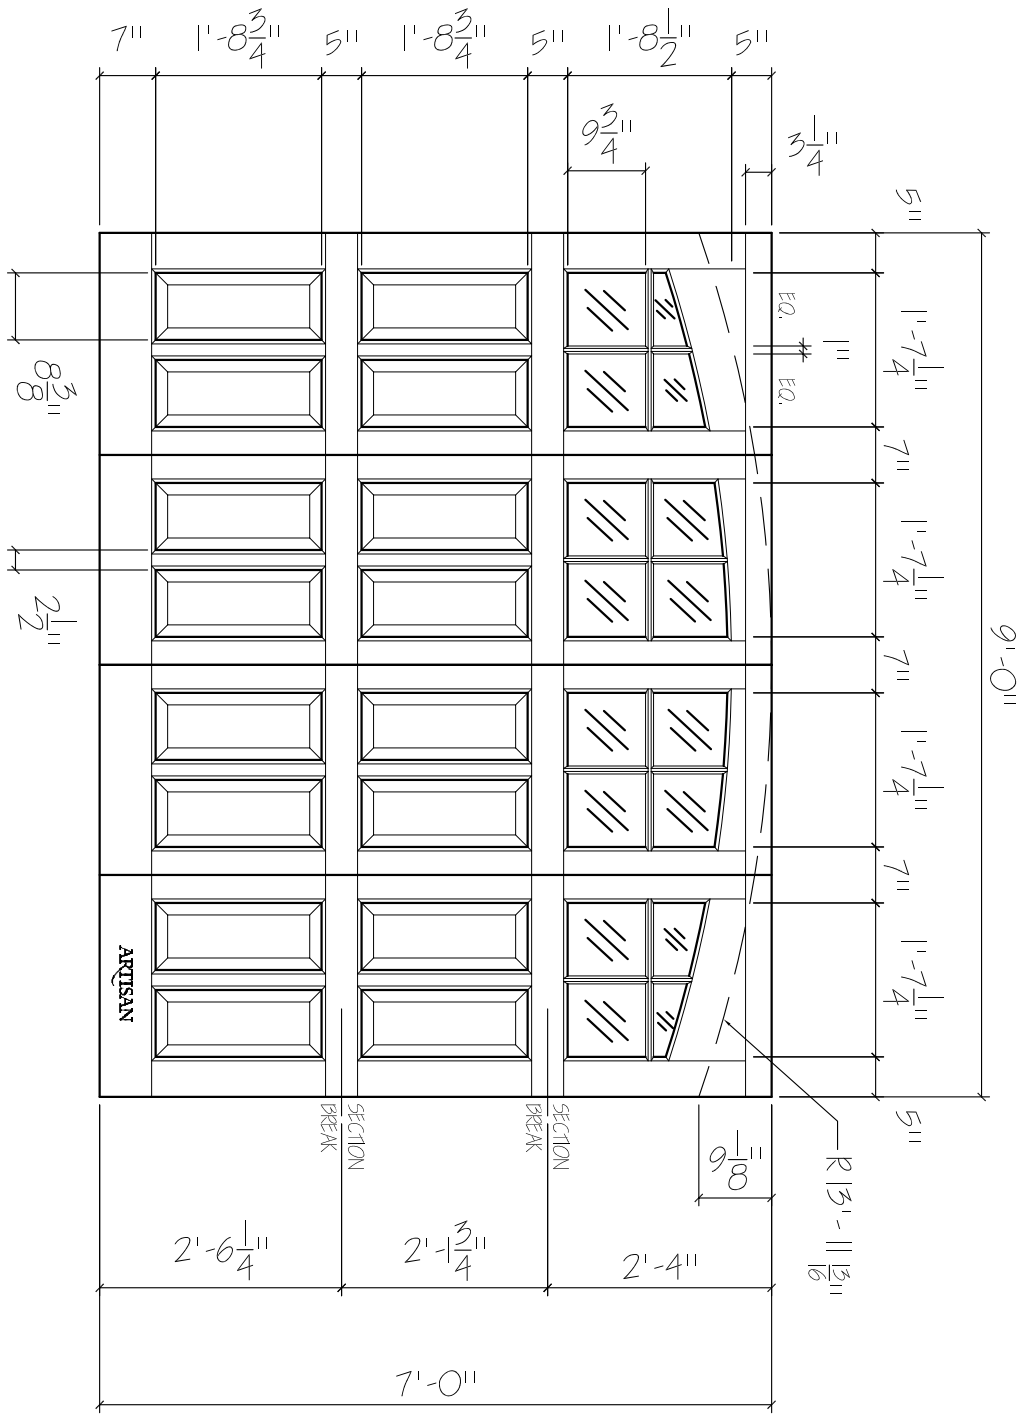 7" 1'-8 3/4" 5" 1'-8 3/4" 5" 1'-8 1/2" 5"
9 3/4"
3 1/4"
5"
1'-7 1/4"
7"
1'-7 1/4"
7"
1'-7 1/4"
7"
1'-7 1/4"
5"
9'-0"
EQ.
1"
EQ.
8 3/8"
2 1/2"
ARTISAN
SECTION
BREAK
SECTION
BREAK
9 1/8"
R 13'-11 13/16"
2'-6 1/4" 2'-1 3/4" 2'-4"
7'-0"